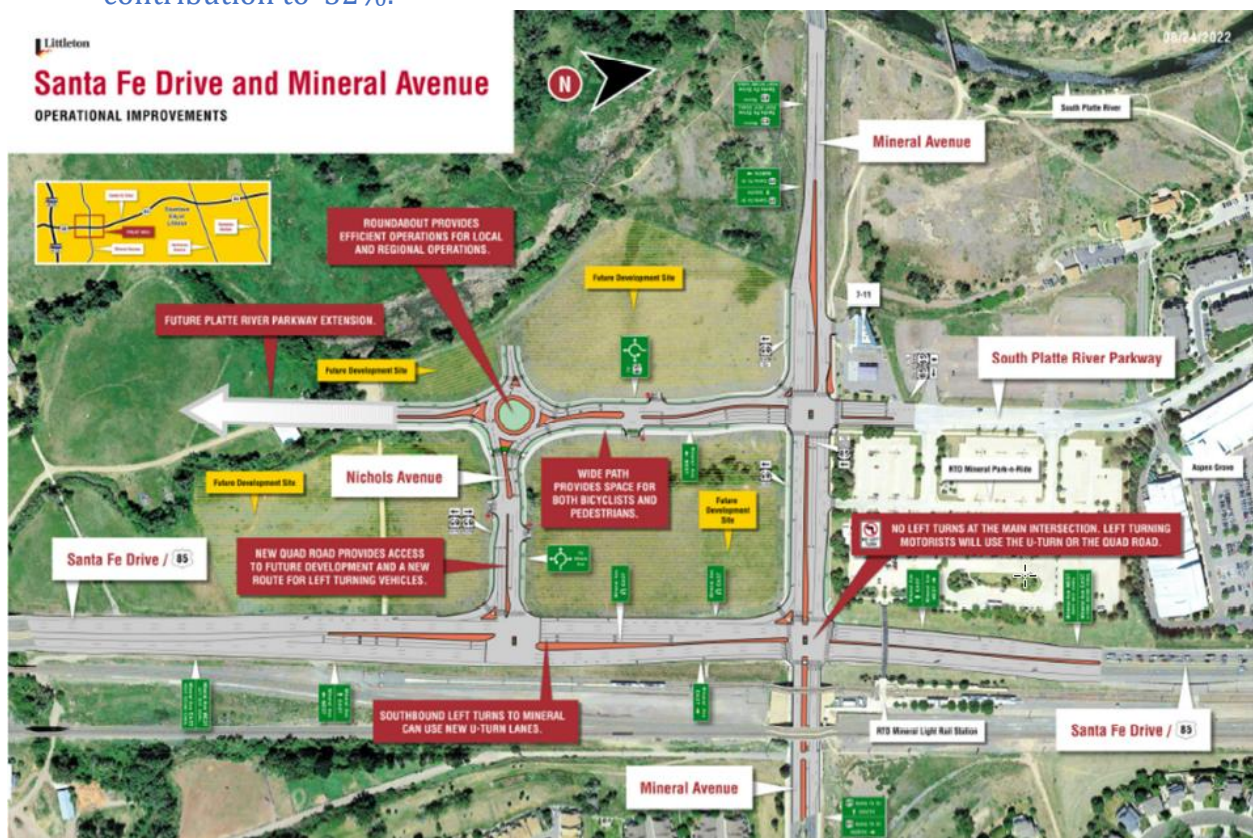 contribution to 32%.
Littleton
08/24/2022
Santa Fe Drive and Mineral Avenue
OPERATIONAL IMPROVEMENTS
N
South Platte River
Mineral Avenue
ROUNDABOUT PROVIDES
EFFICIENT OPERATIONS FOR LOCAL
AND REGIONAL OPERATIONS.
Future Development Site
7-11
FUTURE PLATTE RIVER PARKWAY EXTENSION.
South Platte River Parkway
Future Development Site
Nichols Avenue
WIDE PATH
PROVIDES SPACE FOR
BOTH BICYCLISTS AND
PEDESTRIANS.
RTD Mineral Park-n-Ride
Aspen Grove
Future Development Site
Future
Development
Site
NO LEFT TURNS AT THE MAIN INTERSECTION. LEFT TURNING
MOTORISTS WILL USE THE U-TURN OR THE QUAD ROAD.
Santa Fe Drive / 85
NEW QUAD ROAD PROVIDES ACCESS
TO FUTURE DEVELOPMENT AND A NEW
ROUTE FOR LEFT TURNING VEHICLES.
SOUTHBOUND LEFT TURNS TO MINERAL
CAN USE NEW U-TURN LANES.
RTD Mineral Light Rail Station
Santa Fe Drive / 85
Mineral Avenue